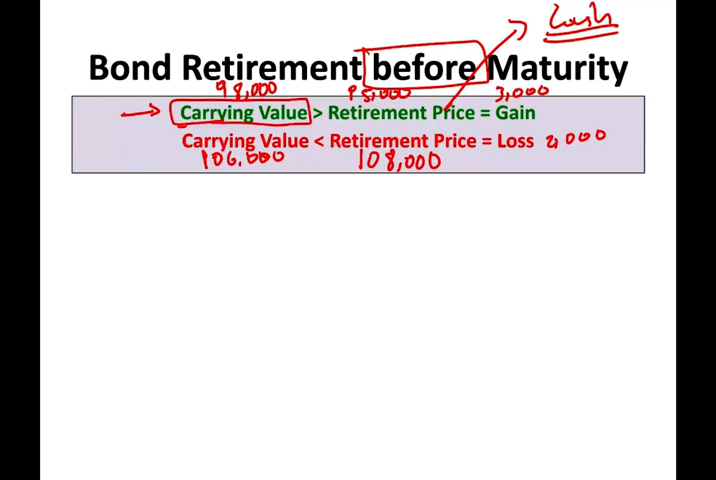 Cash
Bond Retirement before Maturity
98,000 95,000 3,000
Carrying Value > Retirement Price = Gain
Carrying Value < Retirement Price = Loss 2,000
106,000 108,000